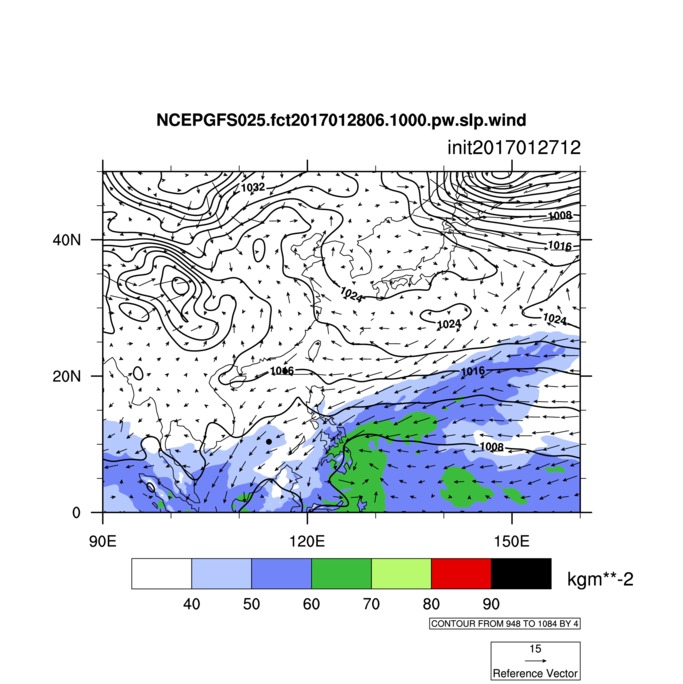 NCEPGFS025.fct2017012806.1000.pw.slp.wind
init2017012712
1032
1008
40N
1016
1024
1024
1024
20N
1016
1016
1008
0
90E 120E 150E
kgm**-2
40 50 60 70 80 90
CONTOUR FROM 948 TO 1084 BY 4
15
Reference Vector